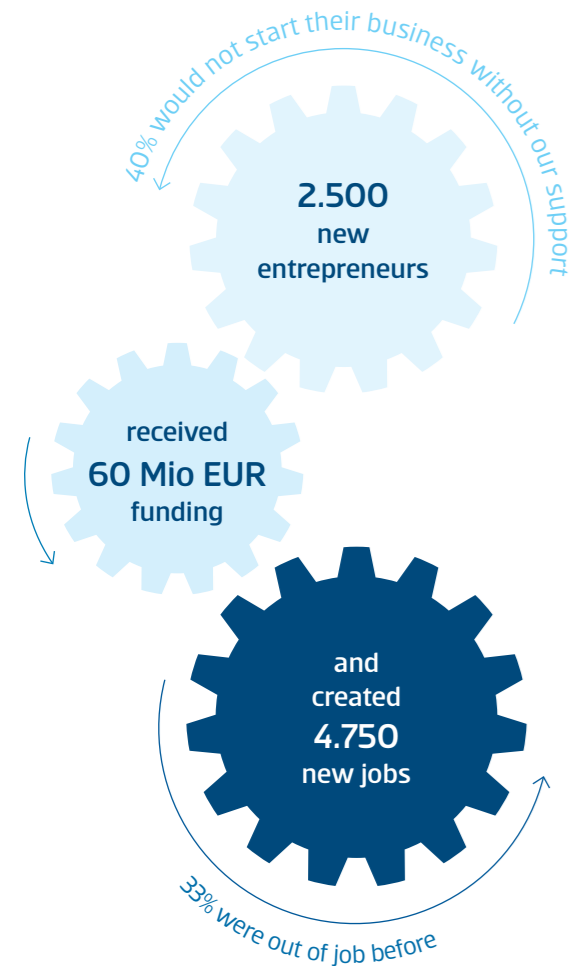 40% would not start their business without our support
2.500
new
entrepreneurs
received
60 Mio EUR
funding
and
created
4.750
new jobs
33% were out of job before